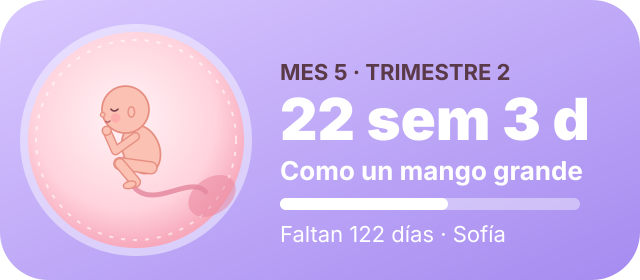 MES 5 · TRIMESTRE 2
22 sem 3 d
Como un mango grande
Faltan 122 días · Sofía